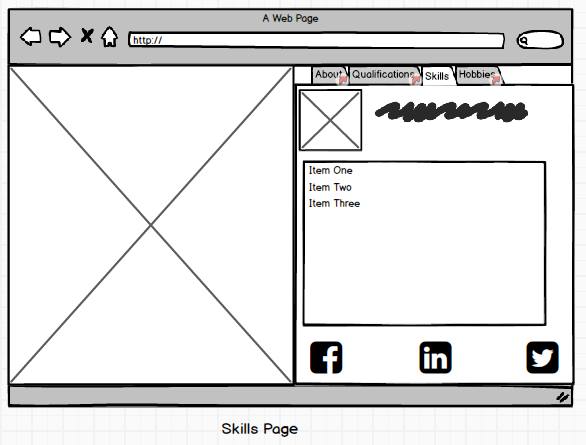 A Web Page
http://
About Qualifications Skills Hobbies
Item One
Item Two
Item Three
Skills Page